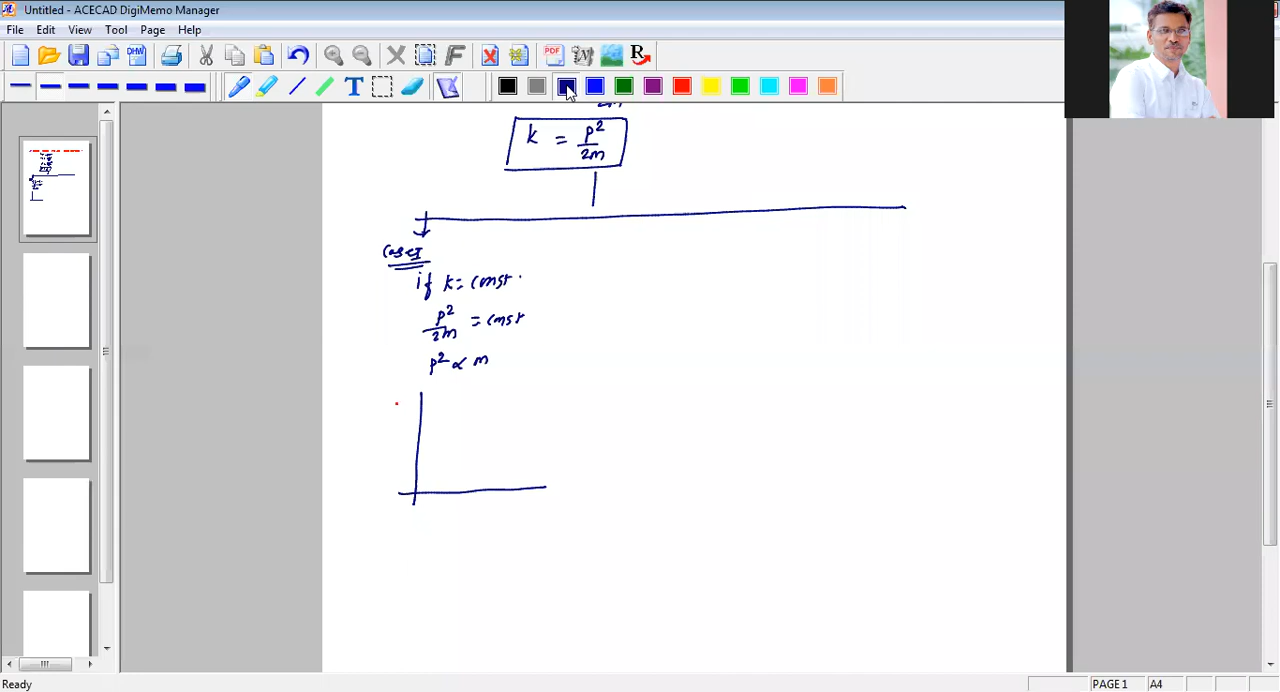 Untitled - ACECAD DigiMemo Manager
File Edit View Tool Page Help
k = p²/2m
Case I
if k = const.
p²/2m = const
p² ∝ m
Ready
PAGE 1 A4